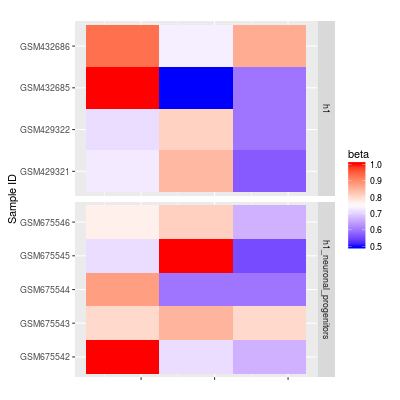 GSM432686
GSM432685
GSM429322
GSM429321
h1
GSM675546
GSM675545
GSM675544
GSM675543
GSM675542
h1_neuronal_progenitors
Sample ID
beta
1.0
0.9
0.8
0.7
0.6
0.5